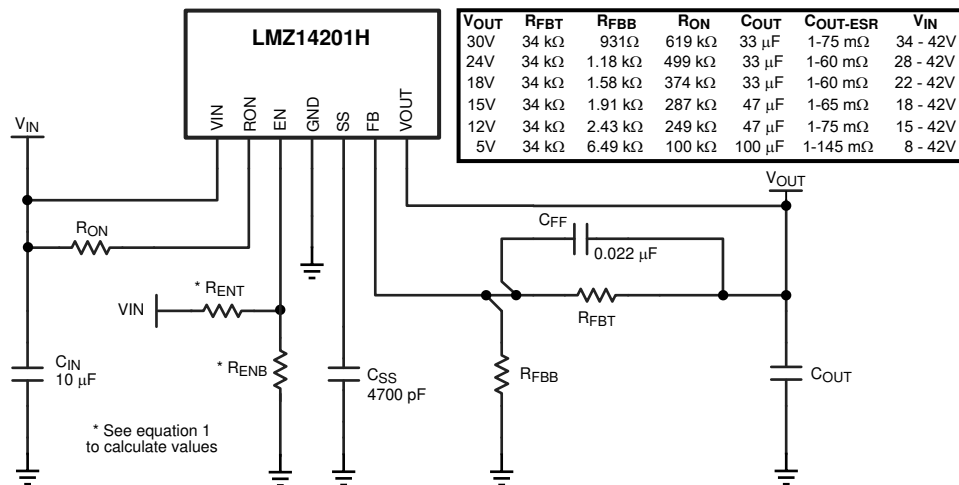 LMZ14201H
VIN
RON
EN
GND
SS
FB
VOUT
VOUT RFBT RFBB RON COUT COUT-ESR VIN
30V 34 kΩ 931Ω 619 kΩ 33 μF 1-75 mΩ 34 - 42V
24V 34 kΩ 1.18 kΩ 499 kΩ 33 μF 1-60 mΩ 28 - 42V
18V 34 kΩ 1.58 kΩ 374 kΩ 33 μF 1-60 mΩ 22 - 42V
15V 34 kΩ 1.91 kΩ 287 kΩ 47 μF 1-65 mΩ 18 - 42V
12V 34 kΩ 2.43 kΩ 249 kΩ 47 μF 1-75 mΩ 15 - 42V
5V 34 kΩ 6.49 kΩ 100 kΩ 100 μF 1-145 mΩ 8 - 42V
VIN
VOUT
RON
CFF
0.022 μF
* RENT
VIN
RFBT
* RENB
CIN
10 μF
CSS
4700 pF
RFBB
COUT
* See equation 1
to calculate values